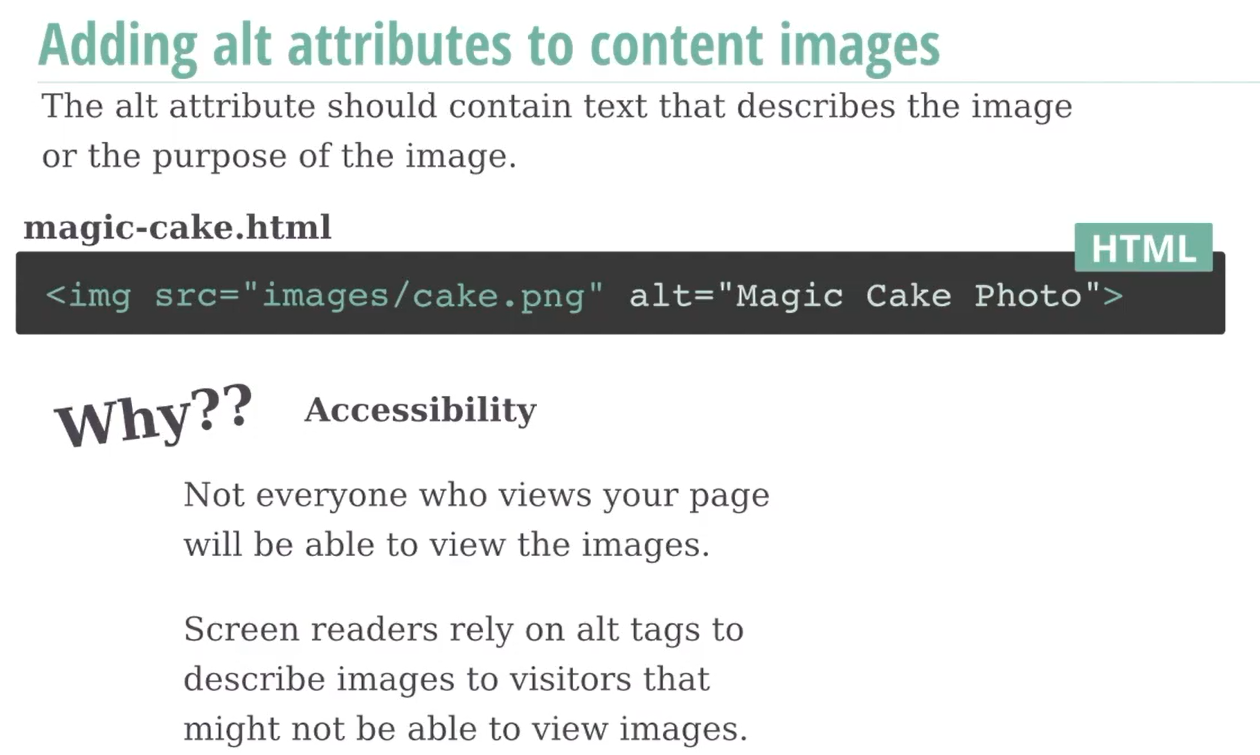 Adding alt attributes to content images
The alt attribute should contain text that describes the image
or the purpose of the image.
magic-cake.html
HTML
<img src="images/cake.png" alt="Magic Cake Photo">
Why?? Accessibility
Not everyone who views your page
will be able to view the images.
Screen readers rely on alt tags to
describe images to visitors that
might not be able to view images.